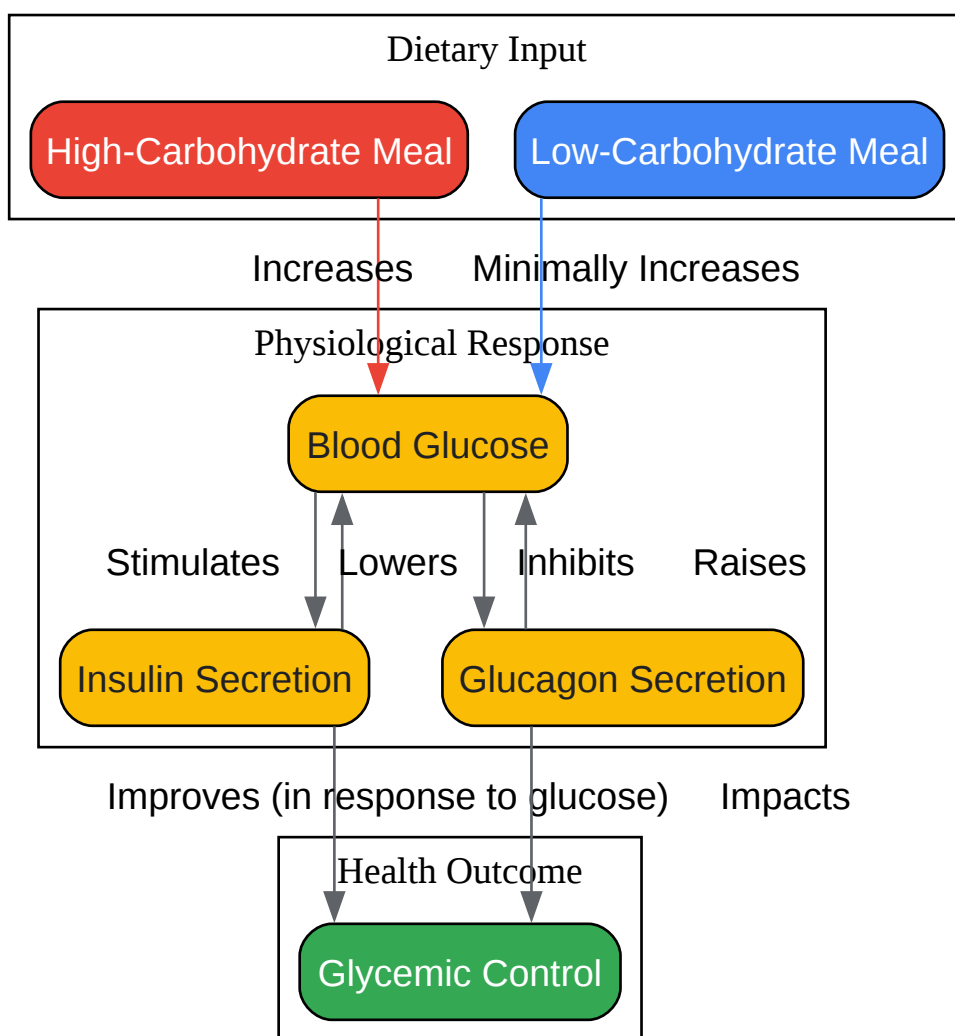 Dietary Input
High-Carbohydrate Meal
Low-Carbohydrate Meal
Increases
Minimally Increases
Physiological Response
Blood Glucose
Stimulates
Lowers
Inhibits
Raises
Insulin Secretion
Glucagon Secretion
Improves (in response to glucose)
Impacts
Health Outcome
Glycemic Control